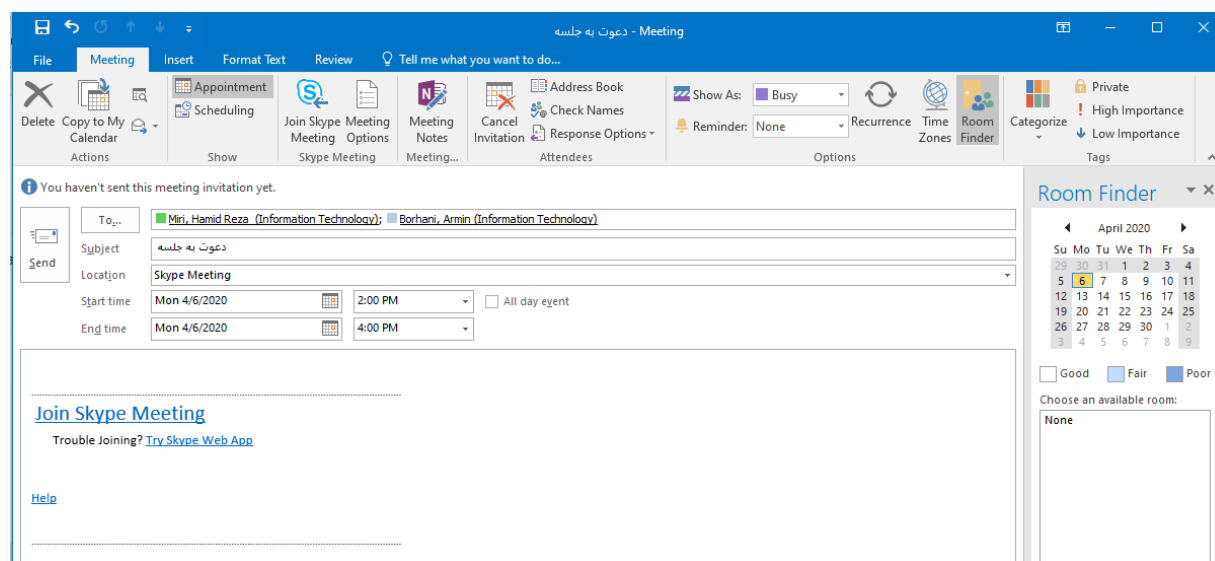 دعوت به جلسه - Meeting
File Meeting Insert Format Text Review Tell me what you want to do...
Delete
Copy to My Calendar
Actions
Appointment
Scheduling
Show
Join Skype Meeting
Meeting Options
Skype Meeting
Meeting Notes
Meeting...
Cancel Invitation
Address Book
Check Names
Response Options
Attendees
Show As: Busy
Reminder: None
Recurrence
Time Zones
Room Finder
Options
Categorize
Private
High Importance
Low Importance
Tags
You haven't sent this meeting invitation yet.
Send
To... Miri, Hamid Reza (Information Technology); Borhani, Armin (Information Technology)
Subject دعوت به جلسه
Location Skype Meeting
Start time Mon 4/6/2020 2:00 PM All day event
End time Mon 4/6/2020 4:00 PM
Join Skype Meeting
Trouble Joining? Try Skype Web App
Help
Room Finder
April 2020
Su Mo Tu We Th Fr Sa
29 30 31 1 2 3 4
5 6 7 8 9 10 11
12 13 14 15 16 17 18
19 20 21 22 23 24 25
26 27 28 29 30 1 2
3 4 5 6 7 8 9
Good Fair Poor
Choose an available room:
None